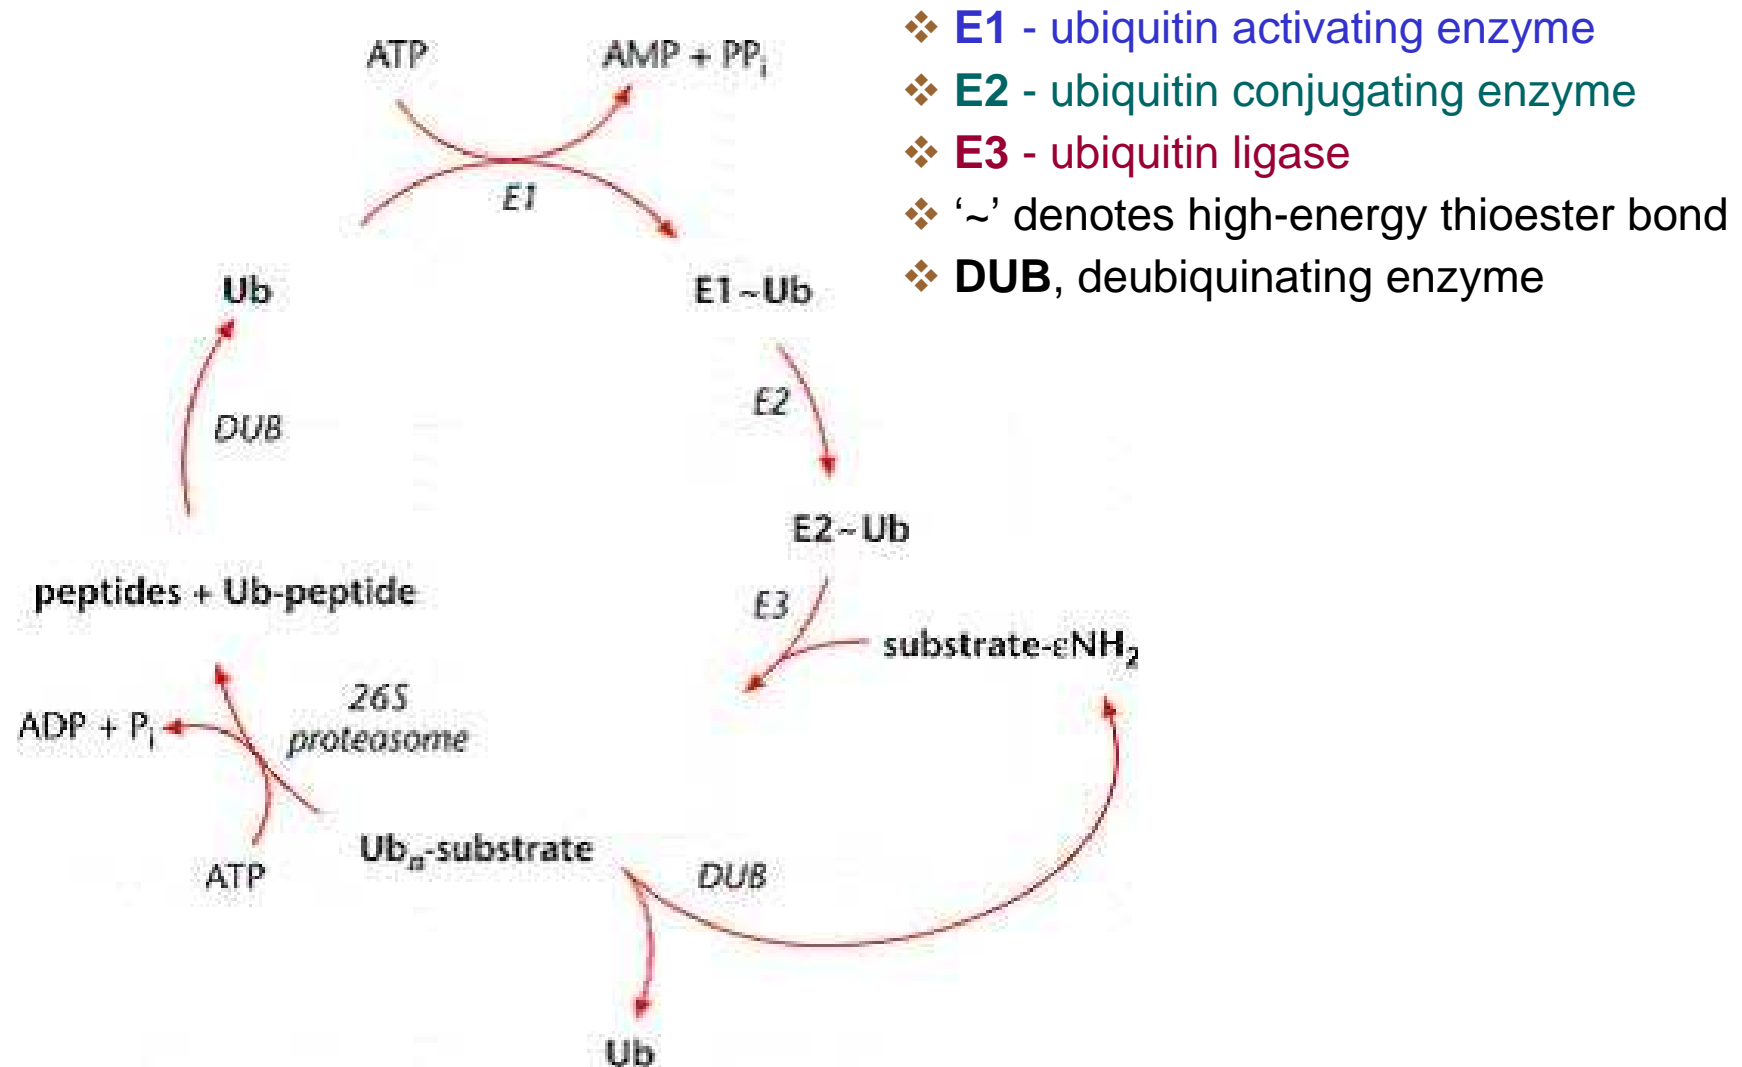 ❖ E1 - ubiquitin activating enzyme
❖ E2 - ubiquitin conjugating enzyme
❖ E3 - ubiquitin ligase
❖ ‘~’ denotes high-energy thioester bond
❖ DUB, deubiquinating enzyme
ATP
AMP + PPi
E1
Ub
E1~Ub
E2
DUB
E2~Ub
peptides + Ub-peptide
E3
substrate-εNH2
26S
proteasome
ADP + Pi
Ubn-substrate
ATP
DUB
Ub